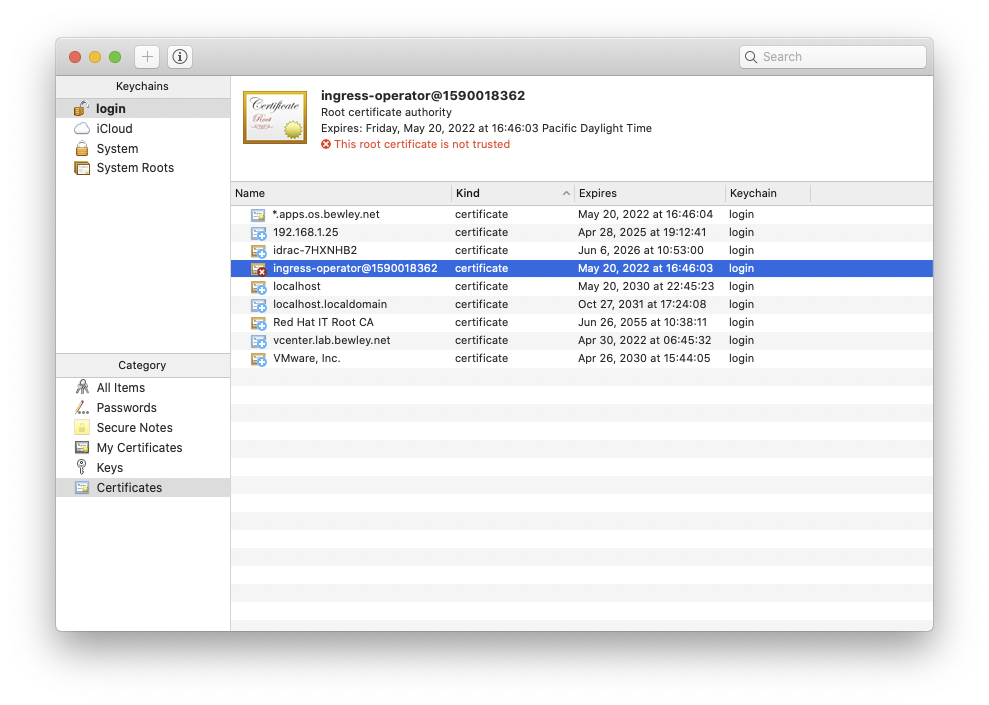 Search
Keychains
login
iCloud
System
System Roots
Certificate
Root
ingress-operator@1590018362
Root certificate authority
Expires: Friday, May 20, 2022 at 16:46:03 Pacific Daylight Time
This root certificate is not trusted
Name Kind Expires Keychain
*.apps.os.bewley.net certificate May 20, 2022 at 16:46:04 login
192.168.1.25 certificate Apr 28, 2025 at 19:12:41 login
idrac-7HXNHB2 certificate Jun 6, 2026 at 10:53:00 login
ingress-operator@1590018362 certificate May 20, 2022 at 16:46:03 login
localhost certificate May 20, 2030 at 22:45:23 login
localhost.localdomain certificate Oct 27, 2031 at 17:24:08 login
Red Hat IT Root CA certificate Jun 26, 2055 at 10:38:11 login
vcenter.lab.bewley.net certificate Apr 30, 2022 at 06:45:32 login
VMware, Inc. certificate Apr 26, 2030 at 15:44:05 login
Category
All Items
Passwords
Secure Notes
My Certificates
Keys
Certificates